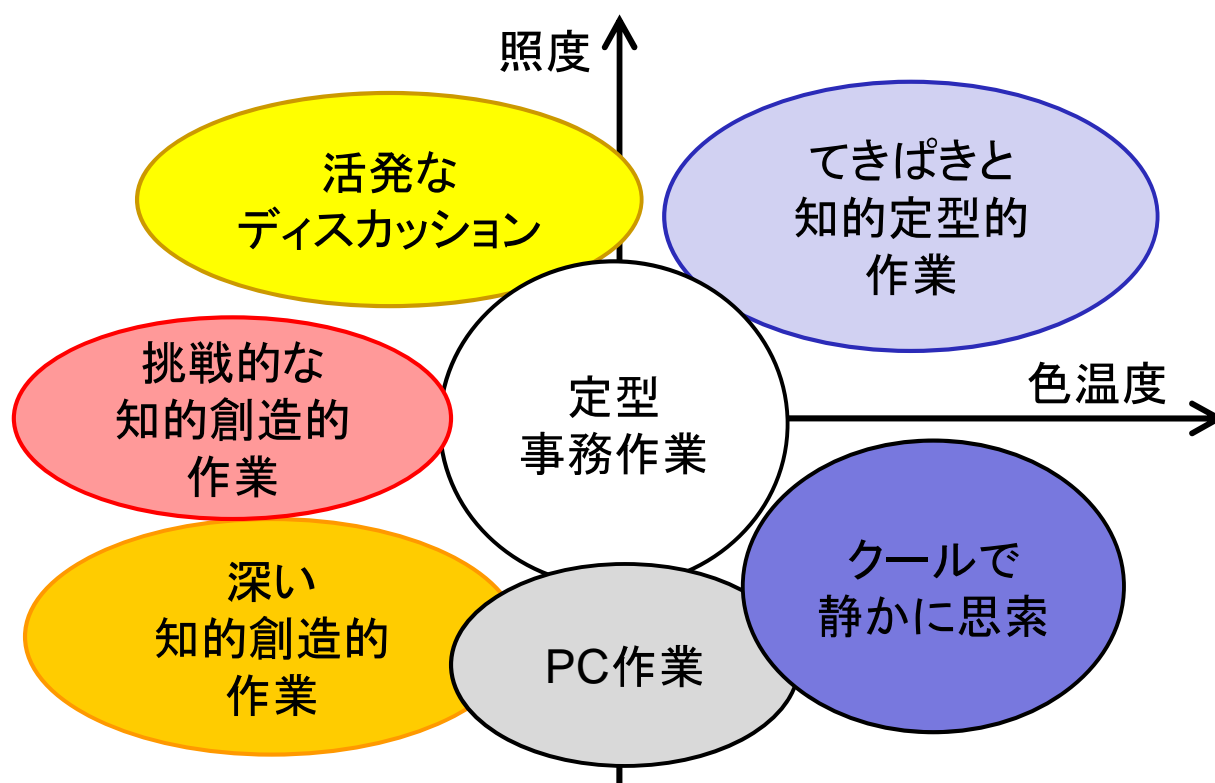 照度
活発な
ディスカッション
てきぱきと
知的定型的
作業
挑戦的な
知的創造的
作業
定型
事務作業
色温度
深い
知的創造的
作業
PC作業
クールで
静かに思索